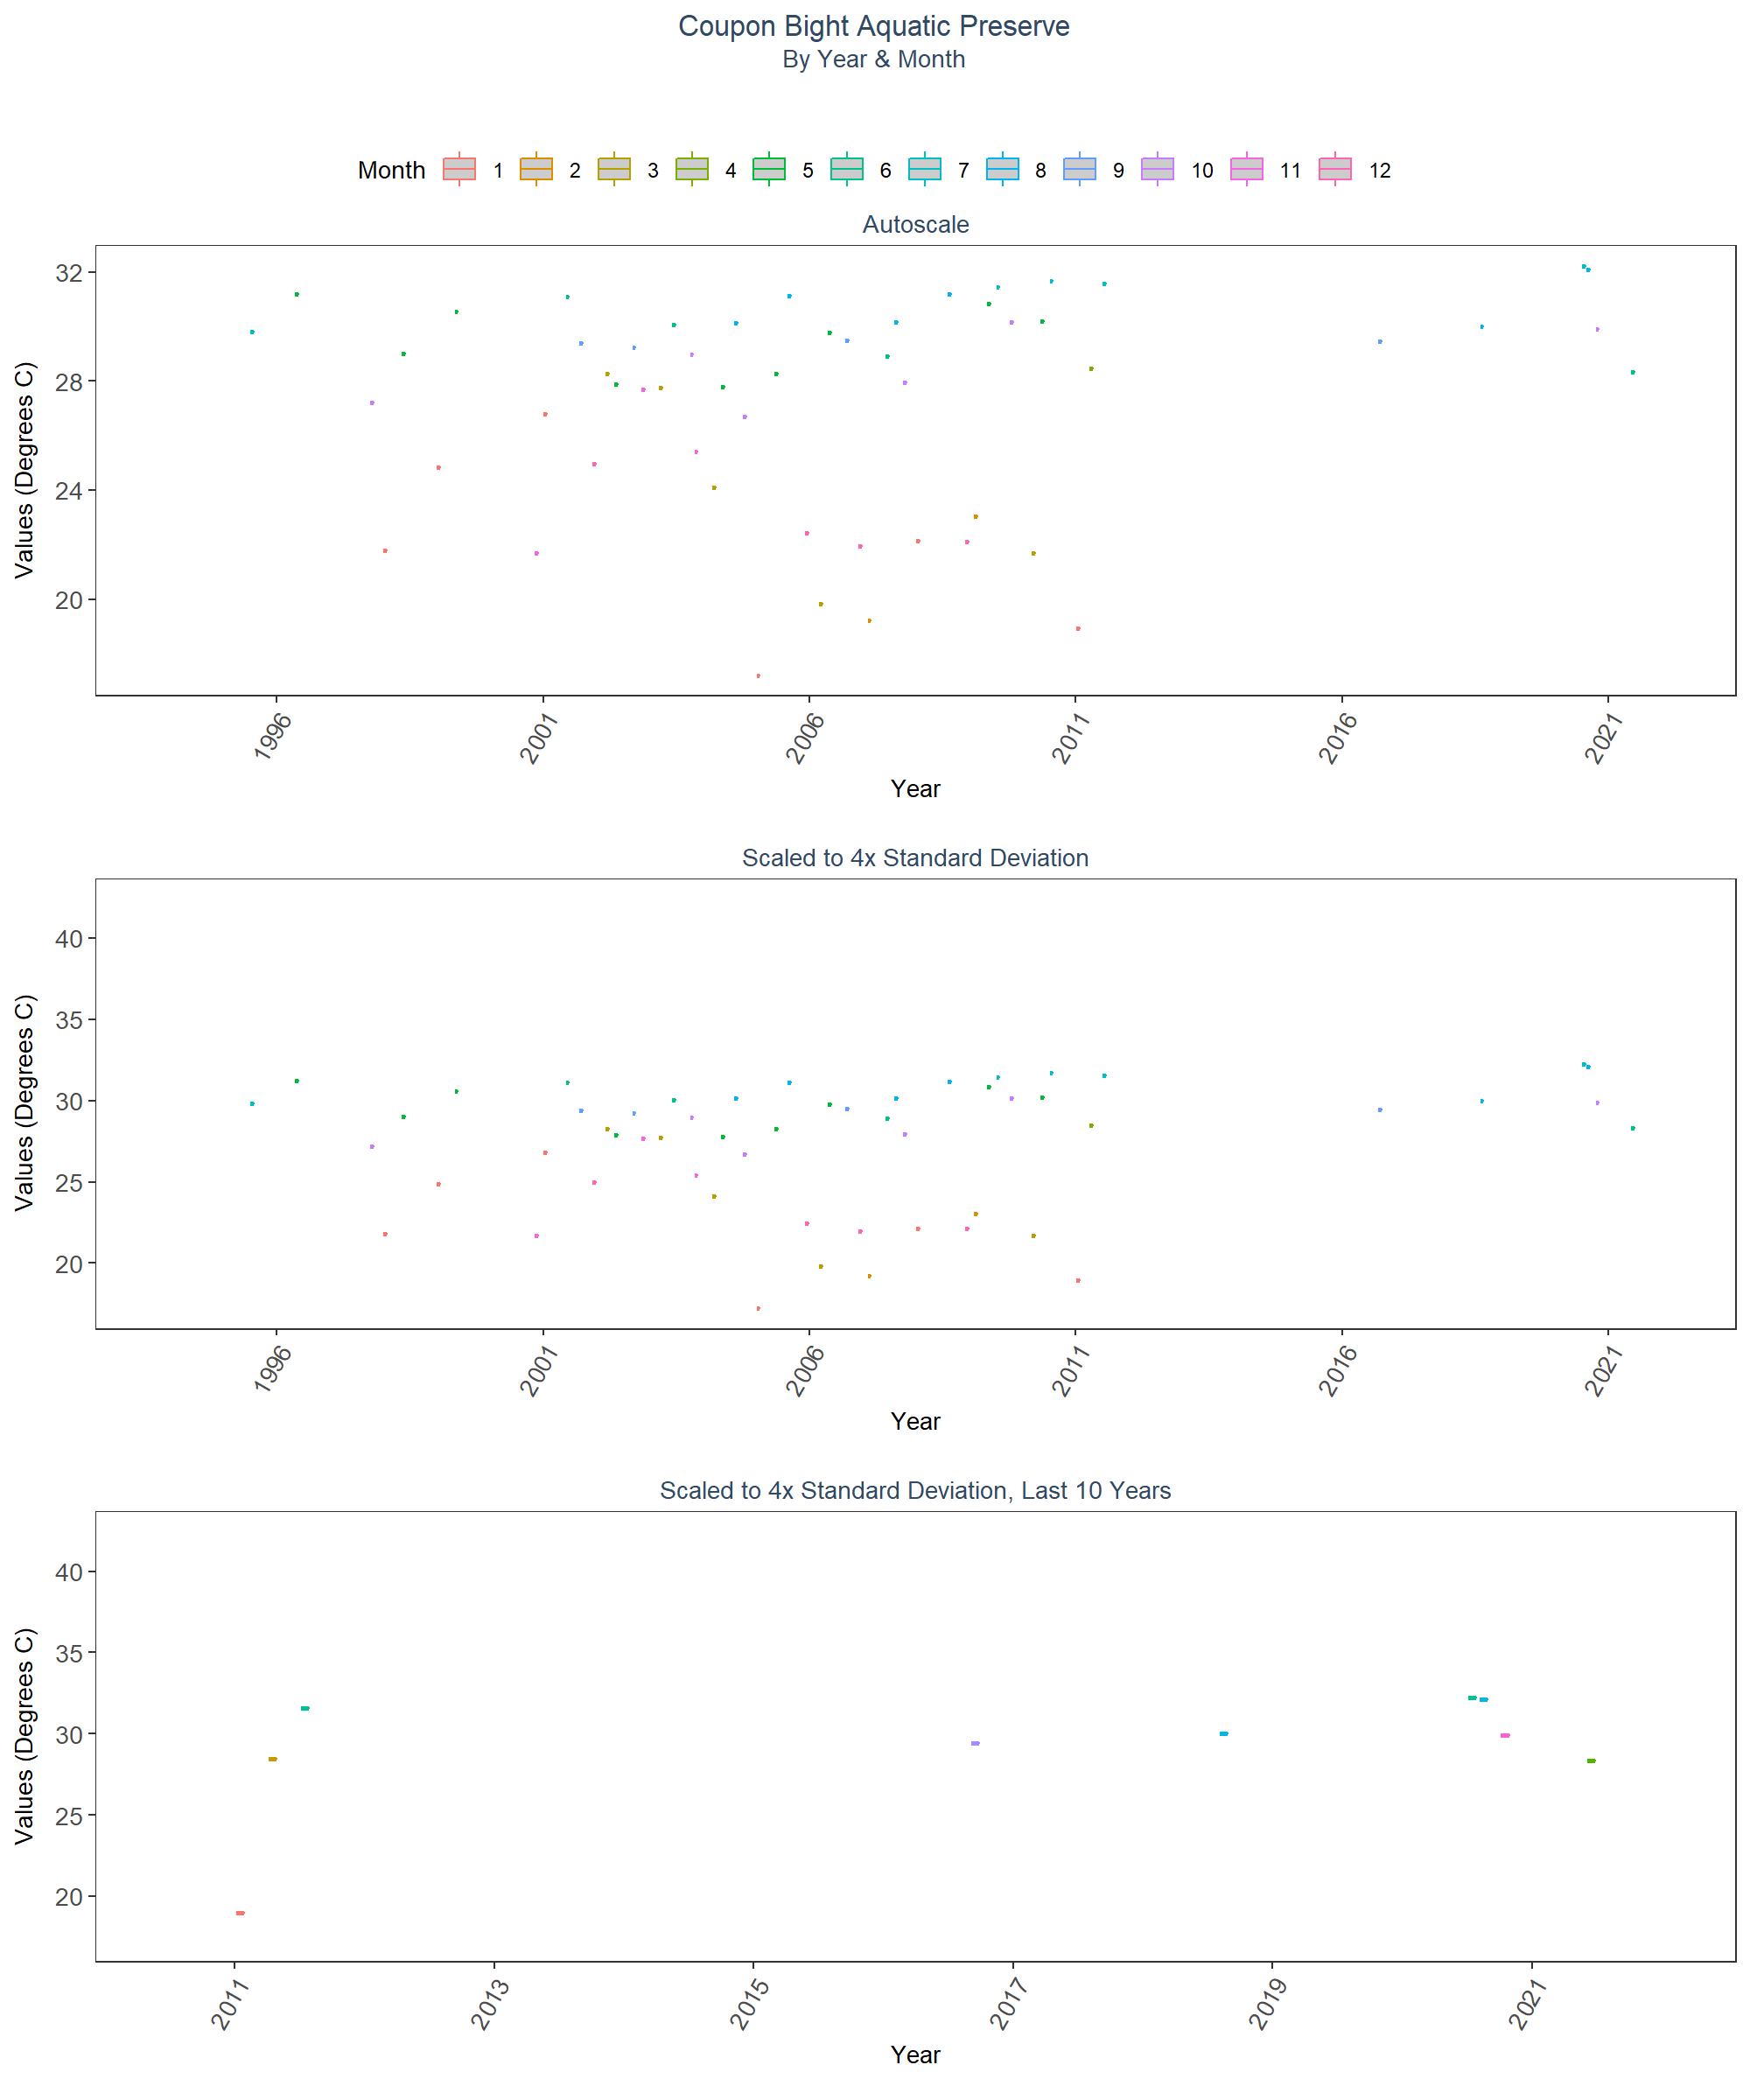 Coupon Bight Aquatic Preserve
By Year & Month
Month 1 2 3 4 5 6 7 8 9 10 11 12
Autoscale
Values (Degrees C)
32
28
24
20
1996 2001 2006 2011 2016 2021
Year
Scaled to 4x Standard Deviation
Values (Degrees C)
40
35
30
25
20
1996 2001 2006 2011 2016 2021
Year
Scaled to 4x Standard Deviation, Last 10 Years
Values (Degrees C)
40
35
30
25
20
2011 2013 2015 2017 2019 2021
Year